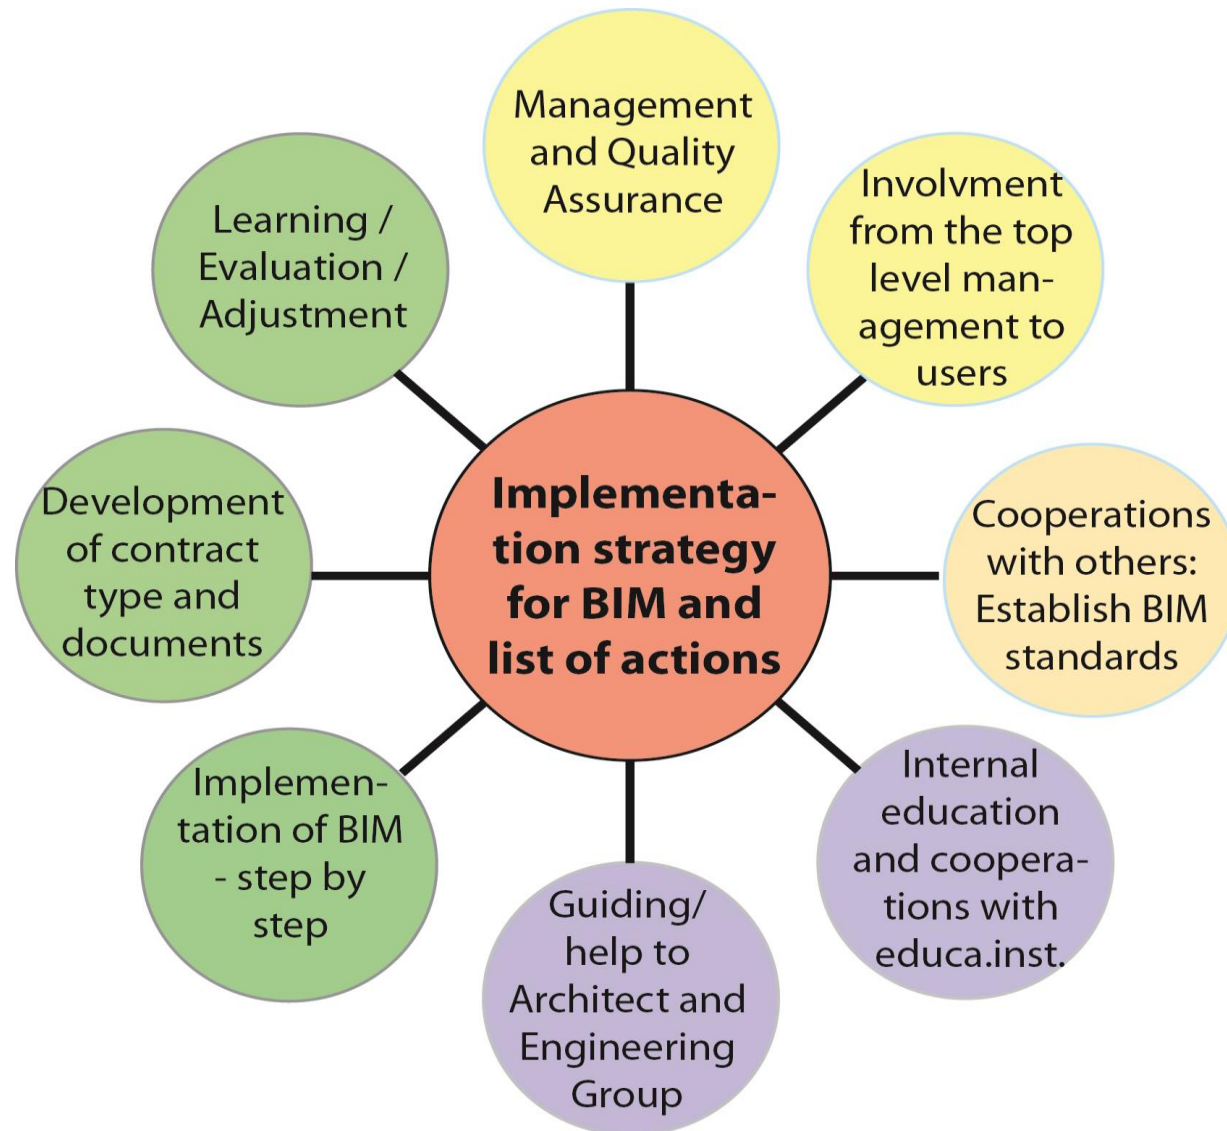 Management
and Quality
Assurance
Involvment
from the top
level man-
agement to
users
Cooperations
with others:
Establish BIM
standards
Internal
education
and coopera-
tions with
educa.inst.
Guiding/
help to
Architect and
Engineering
Group
Implemen-
tation of BIM
- step by
step
Development
of contract
type and
documents
Learning /
Evaluation /
Adjustment
Implementa-
tion strategy
for BIM and
list of actions